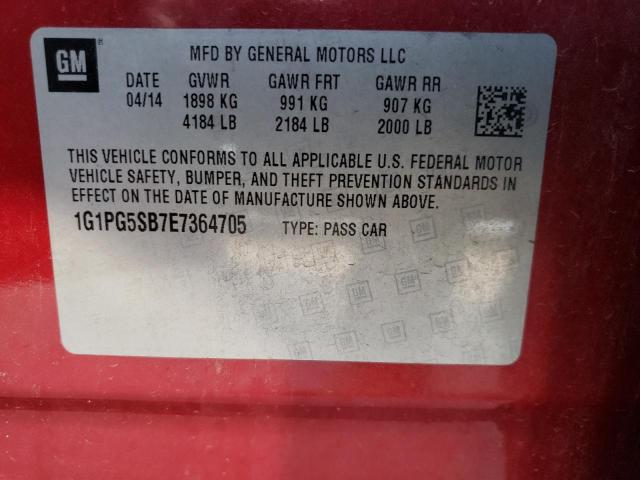 GM ® MFD BY GENERAL MOTORS LLC
DATE GVWR GAWR FRT GAWR RR
04/14 1898 KG 991 KG 907 KG
4184 LB 2184 LB 2000 LB
THIS VEHICLE CONFORMS TO ALL APPLICABLE U.S. FEDERAL MOTOR
VEHICLE SAFETY, BUMPER, AND THEFT PREVENTION STANDARDS IN
EFFECT ON THE DATE OF MANUFACTURE SHOWN ABOVE.
1G1PG5SB7E7364705 TYPE: PASS CAR